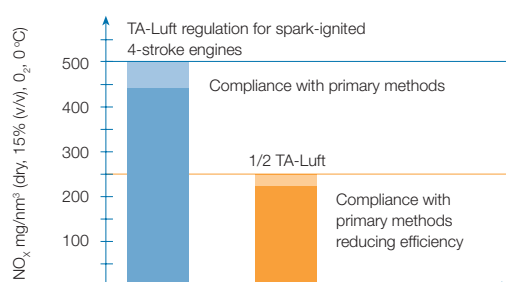 TA-Luft regulation for spark-ignited
4-stroke engines
500
Compliance with primary methods
400
300
1/2 TA-Luft
200
Compliance with
primary methods
reducing efficiency
100
NOx mg/nm³ (dry, 15% (v/v), 0₂, 0 °C)